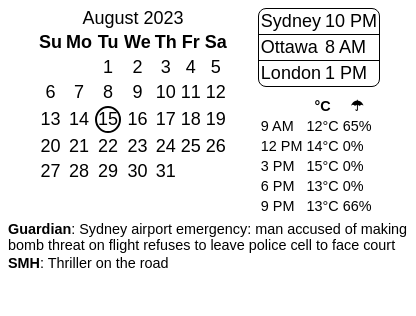 August 2023
Su Mo Tu We Th Fr Sa
1 2 3 4 5
6 7 8 9 10 11 12
13 14 15 16 17 18 19
20 21 22 23 24 25 26
27 28 29 30 31
Sydney 10 PM
Ottawa 8 AM
London 1 PM
°C ☂
9 AM 12°C 65%
12 PM 14°C 0%
3 PM 15°C 0%
6 PM 13°C 0%
9 PM 13°C 66%
Guardian: Sydney airport emergency: man accused of making
bomb threat on flight refuses to leave police cell to face court
SMH: Thriller on the road